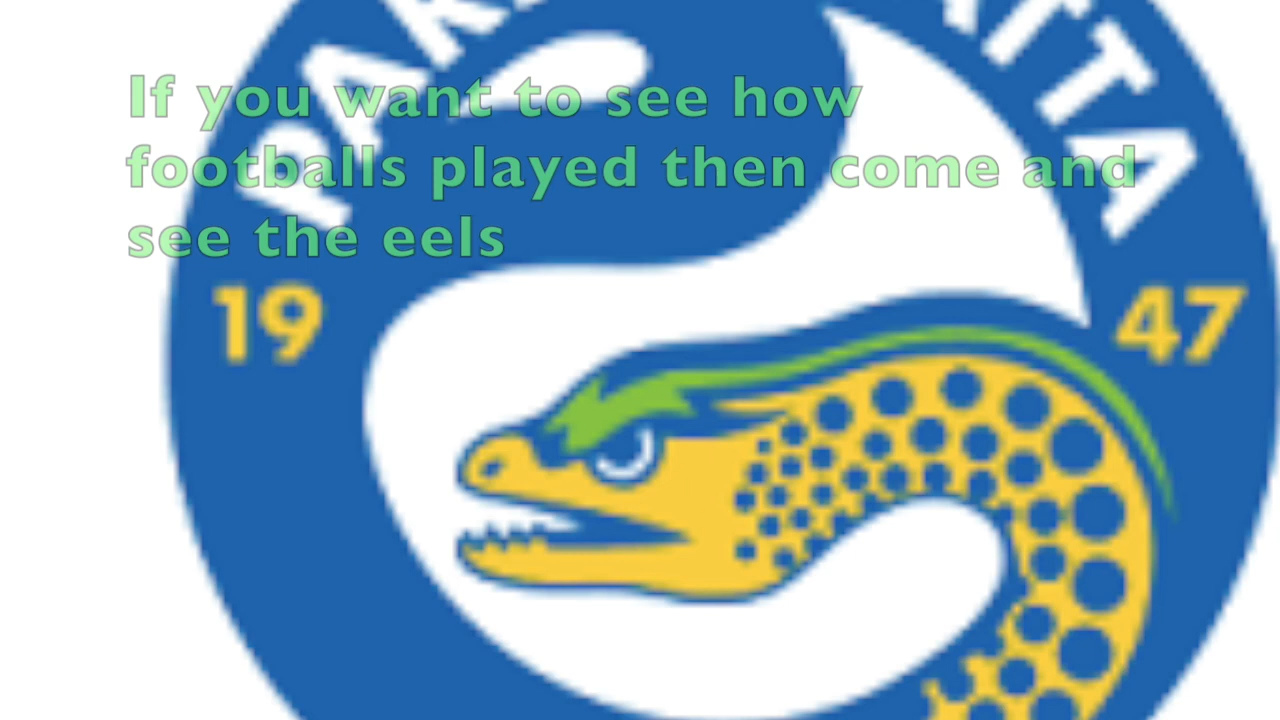 If you want to see how
footballs played then come and
see the eels
19
47